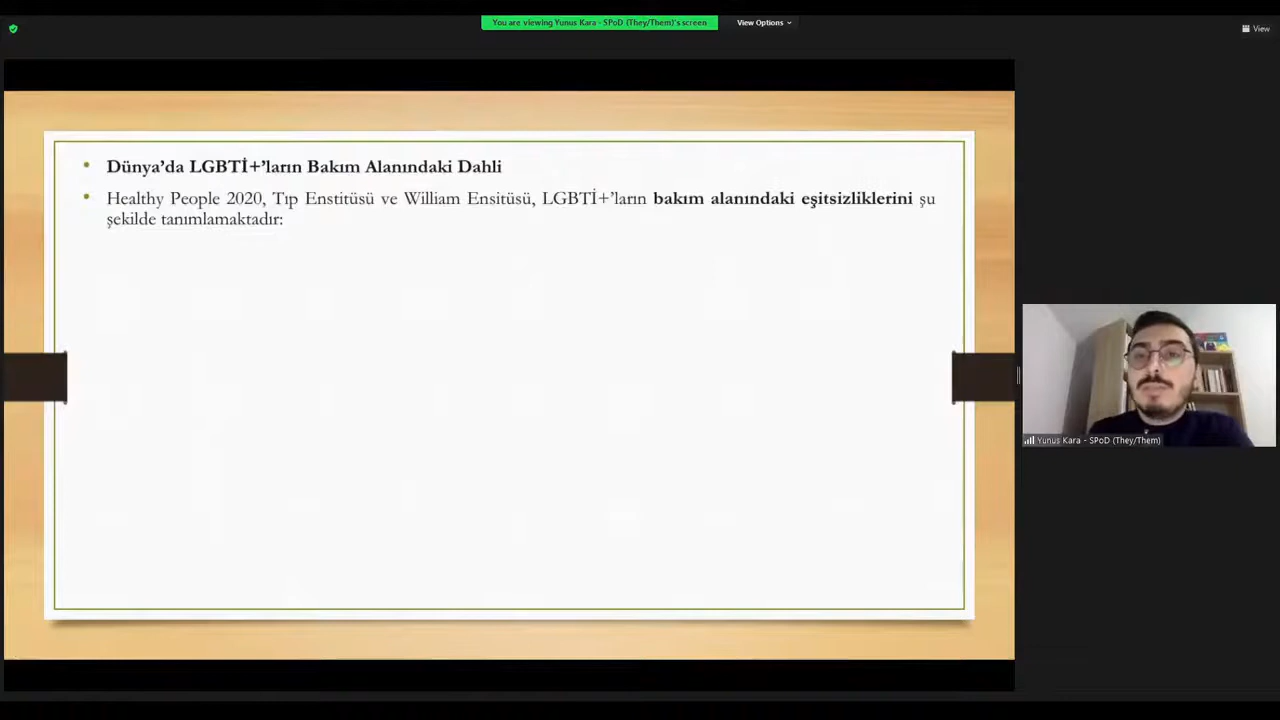 You are viewing Yunus Kara - SPoD (They/Them)'s screen
View Options
View
Dünya’da LGBTİ+’ların Bakım Alanındaki Dahli
Healthy People 2020, Tıp Enstitüsü ve William Ensitüsü, LGBTİ+’ların bakım alanındaki eşitsizliklerini şu
şekilde tanımlamaktadır:
Yunus Kara - SPoD (They/Them)